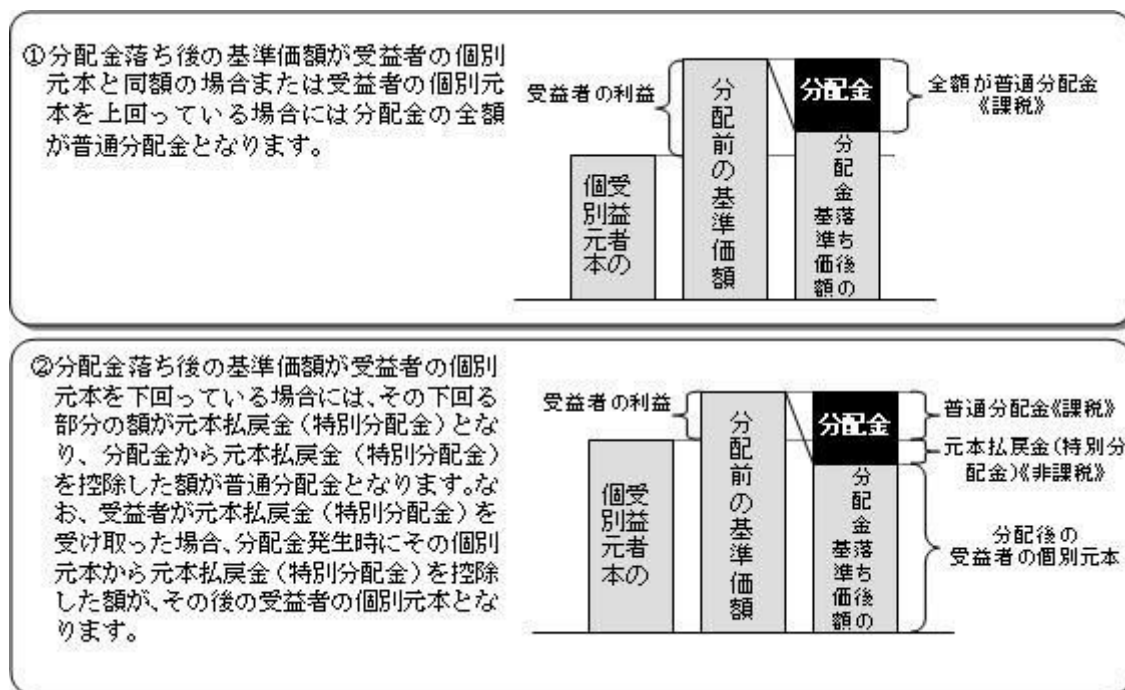 ①分配金落ち後の基準価額が受益者の個別
元本と同額の場合または受益者の個別元
本を上回っている場合には分配金の全額
が普通分配金となります。
受益者の利益
受益者の
個別元本
分配前の基準価額
分配金
分配金落ち後の
基準価額
全額が普通分配金
《課税》
②分配金落ち後の基準価額が受益者の個別
元本を下回っている場合には、その下回る
部分の額が元本払戻金(特別分配金)とな
り、分配金から元本払戻金(特別分配金)
を控除した額が普通分配金となります。な
お、受益者が元本払戻金(特別分配金)を
受け取った場合、分配金発生時にその個別
元本から元本払戻金(特別分配金)を控除
した額が、その後の受益者の個別元本とな
ります。
受益者の利益
受益者の
個別元本
分配前の基準価額
分配金
分配金落ち後の
基準価額
普通分配金《課税》
元本払戻金(特別分
配金)《非課税》
分配後の
受益者の個別元本